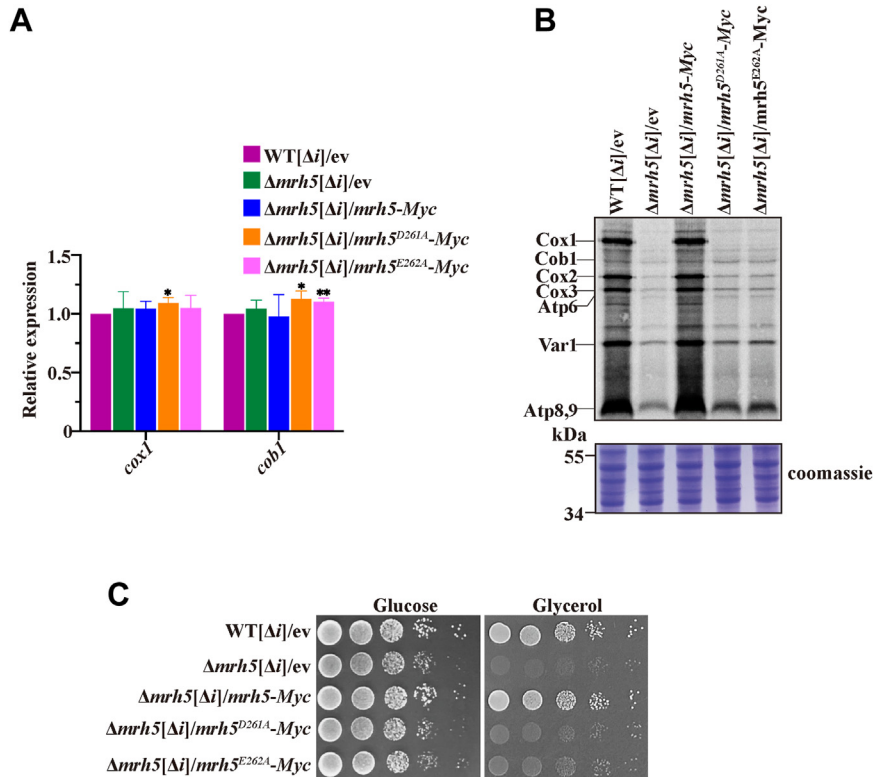 A
WT[Δi]/ev
Δmrh5[Δi]/ev
Δmrh5[Δi]/mrh5-Myc
Δmrh5[Δi]/mrh5D261A-Myc
Δmrh5[Δi]/mrh5E262A-Myc
Relative expression
1.5
1.0
0.5
0
*
*
**
cox1
cob1
B
WT[Δi]/ev
Δmrh5[Δi]/ev
Δmrh5[Δi]/mrh5-Myc
Δmrh5[Δi]/mrh5D261A-Myc
Δmrh5[Δi]/mrh5E262A-Myc
Cox1
Cob1
Cox2
Cox3
Atp6
Var1
Atp8,9
kDa
55
34
coomassie
C
Glucose
Glycerol
WT[Δi]/ev
Δmrh5[Δi]/ev
Δmrh5[Δi]/mrh5-Myc
Δmrh5[Δi]/mrh5D261A-Myc
Δmrh5[Δi]/mrh5E262A-Myc